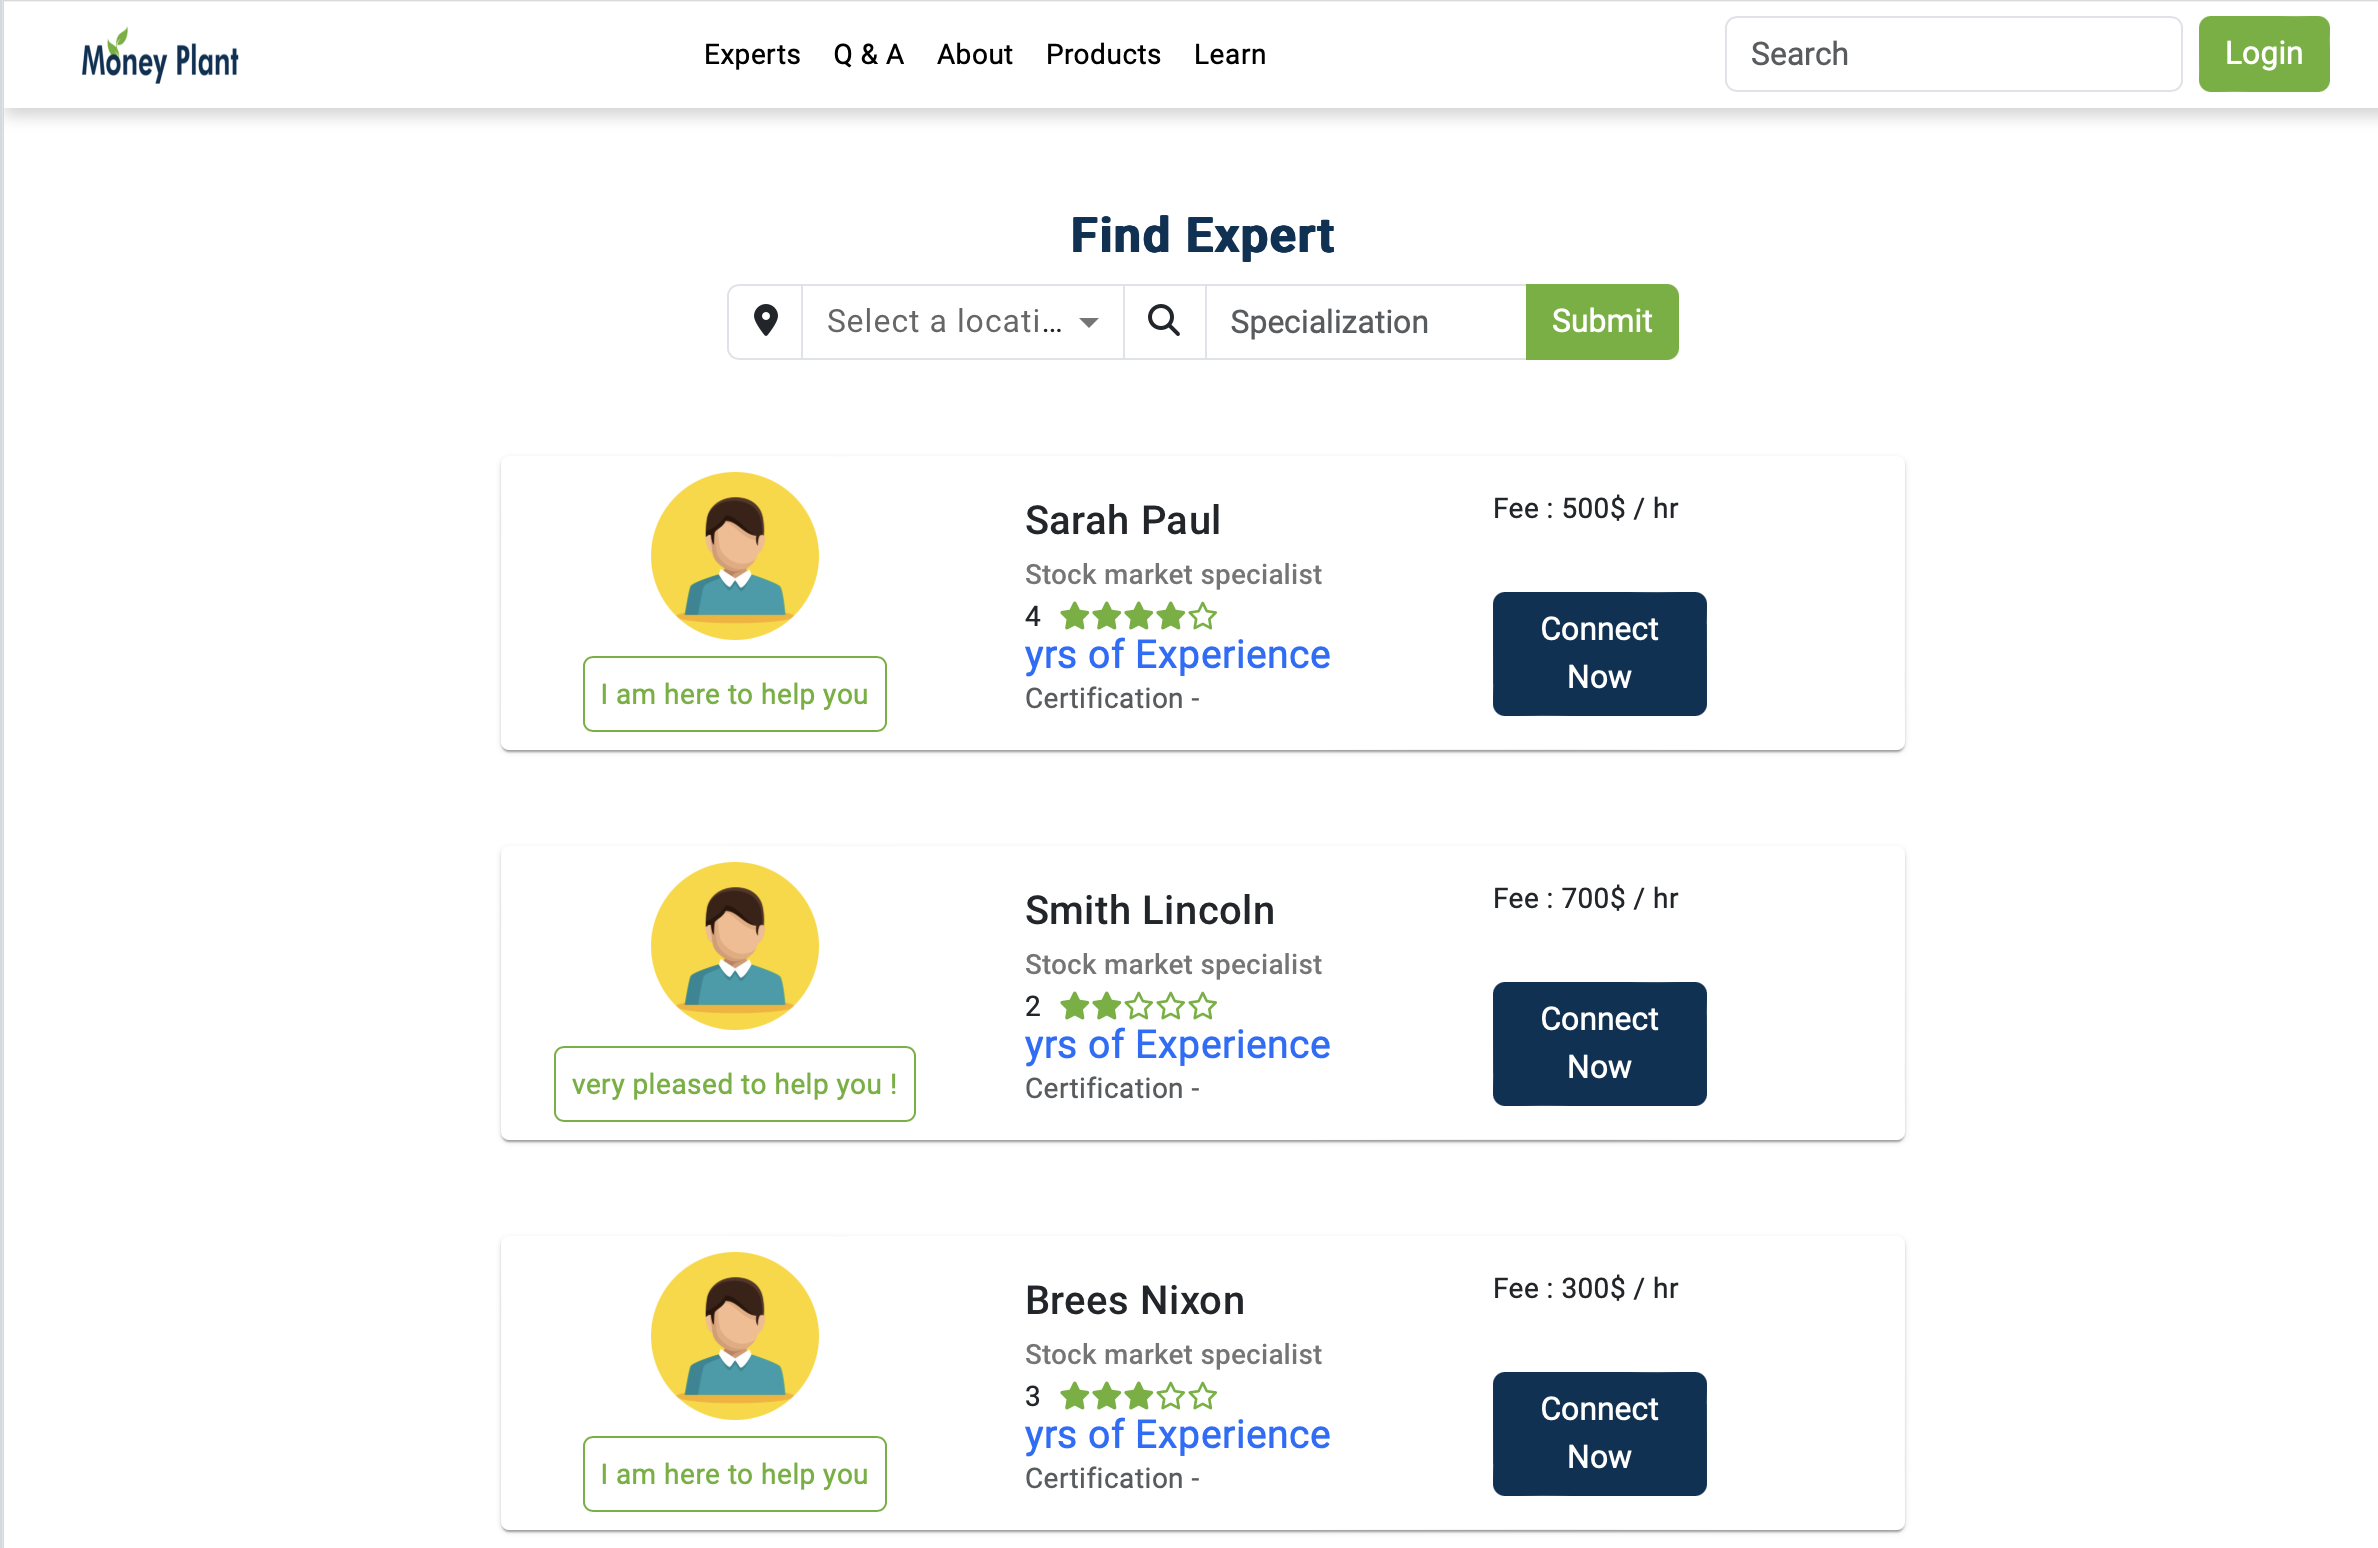 Money Plant
Experts Q & A About Products Learn
Search
Login
Find Expert
Select a locati...
Specialization
Submit
I am here to help you
Sarah Paul
Stock market specialist
4
yrs of Experience
Certification -
Fee : 500$ / hr
Connect
Now
very pleased to help you !
Smith Lincoln
Stock market specialist
2
yrs of Experience
Certification -
Fee : 700$ / hr
Connect
Now
I am here to help you
Brees Nixon
Stock market specialist
3
yrs of Experience
Certification -
Fee : 300$ / hr
Connect
Now